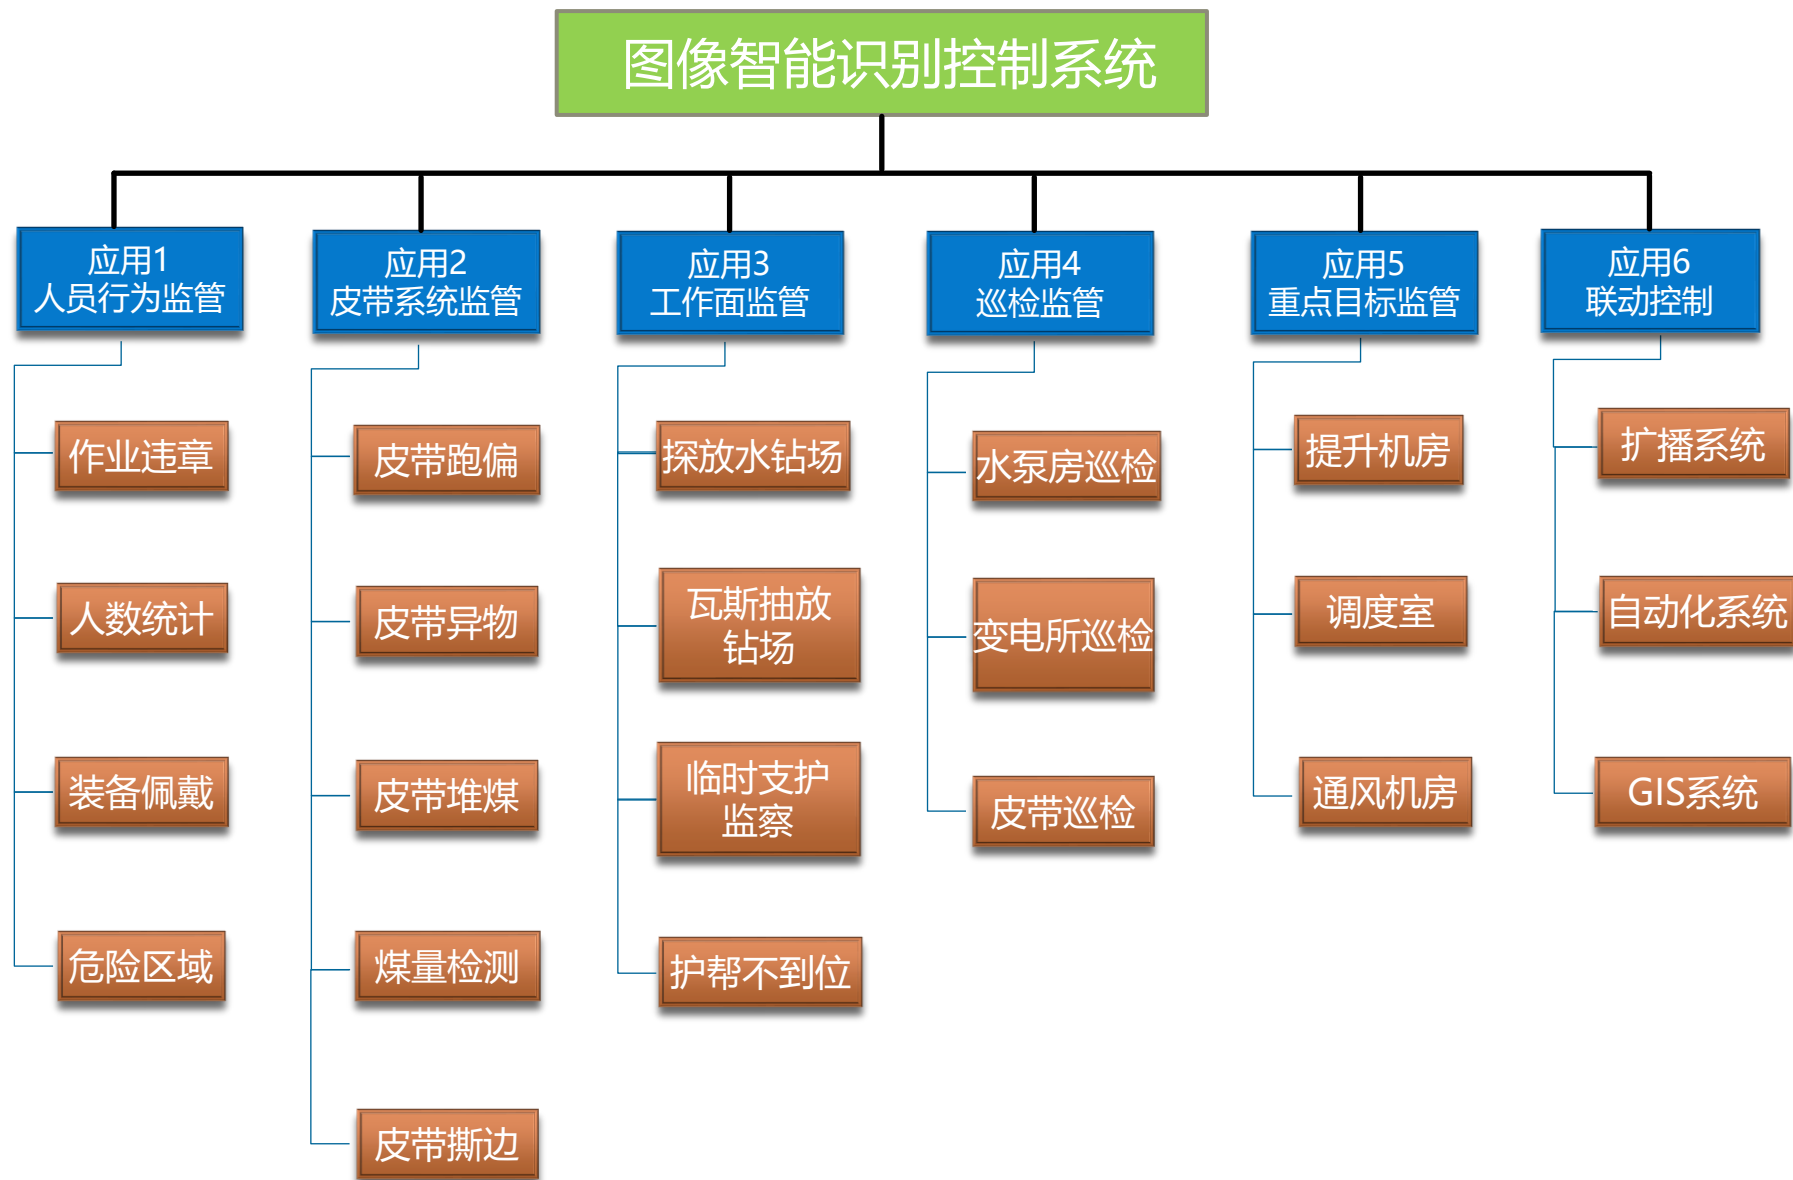 图像智能识别控制系统
应用1
人员行为监管
作业违章
人数统计
装备佩戴
危险区域
应用2
皮带系统监管
皮带跑偏
皮带异物
皮带堆煤
煤量检测
皮带撕边
应用3
工作面监管
探放水钻场
瓦斯抽放
钻场
临时支护
监察
护帮不到位
应用4
巡检监管
水泵房巡检
变电所巡检
皮带巡检
应用5
重点目标监管
提升机房
调度室
通风机房
应用6
联动控制
扩播系统
自动化系统
GIS系统